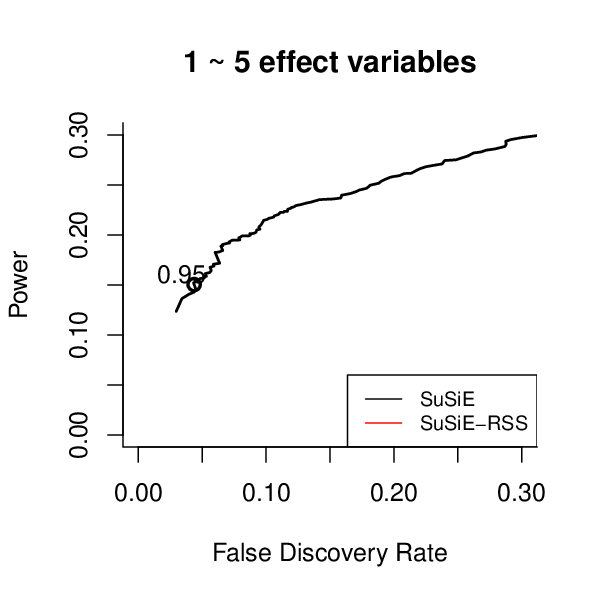 1 ~ 5 effect variables
0.30
0.20
0.10
0.00
Power
0.95
SuSiE
SuSiE−RSS
0.00 0.10 0.20 0.30
False Discovery Rate